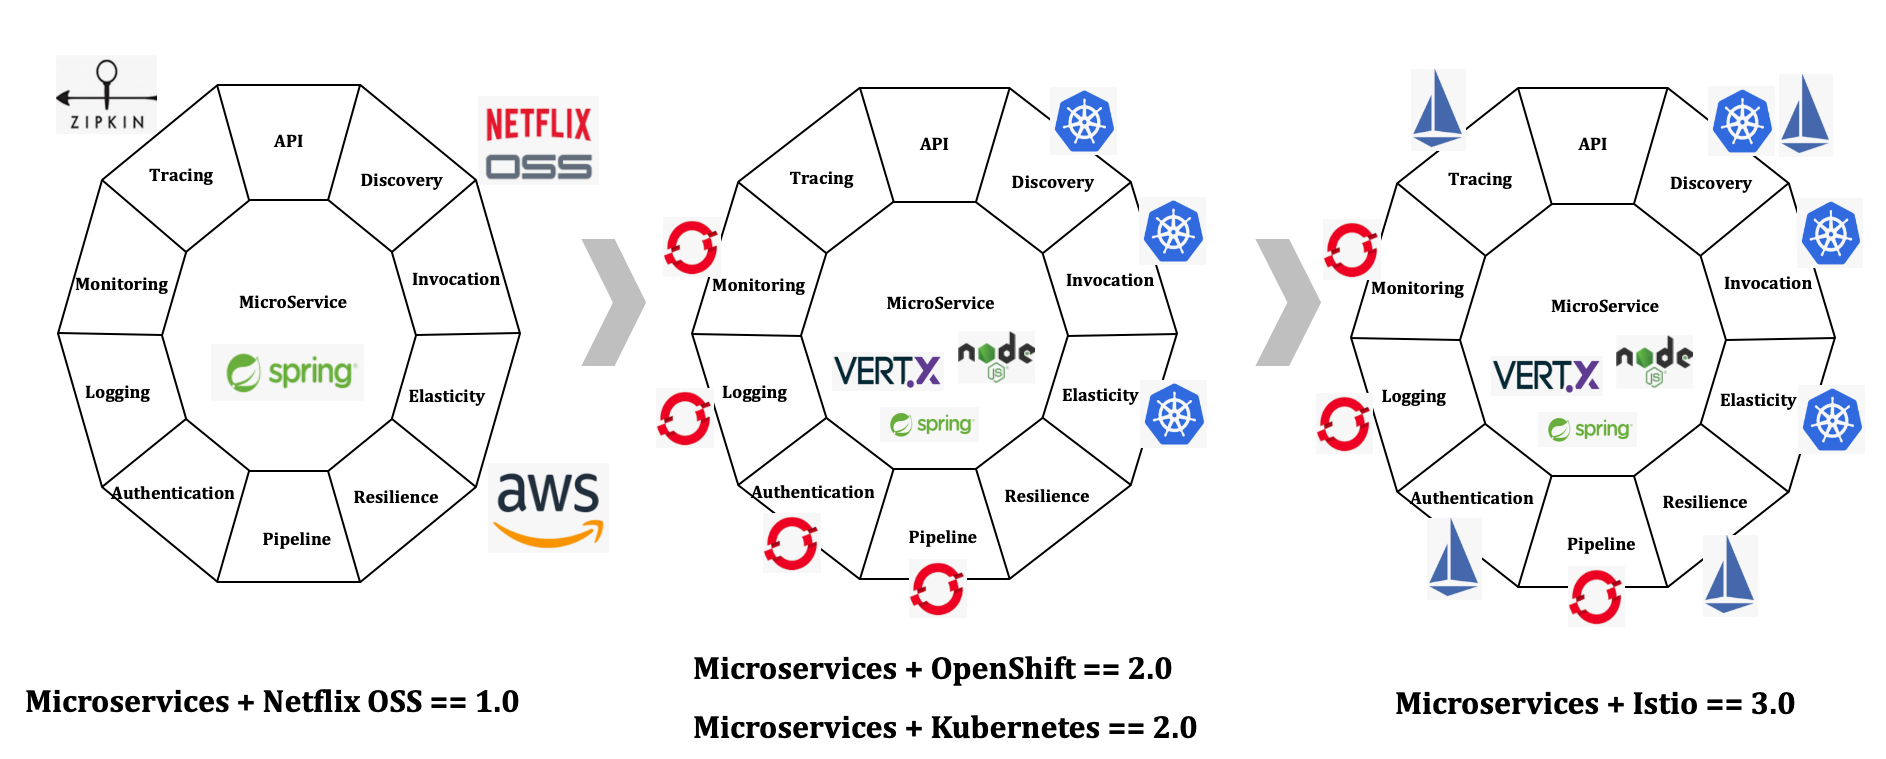 ZIPKIN
NETFLIX
OSS
API
Tracing
Discovery
Monitoring
Invocation
MicroService
spring
Logging
Elasticity
Authentication
Resilience
Pipeline
aws
Microservices + Netflix OSS == 1.0
API
Tracing
Discovery
Monitoring
Invocation
MicroService
VERT.X
node
JS
spring
Logging
Elasticity
Authentication
Resilience
Pipeline
Microservices + OpenShift == 2.0
Microservices + Kubernetes == 2.0
API
Tracing
Discovery
Monitoring
Invocation
MicroService
VERT.X
node
JS
spring
Logging
Elasticity
Authentication
Resilience
Pipeline
Microservices + Istio == 3.0